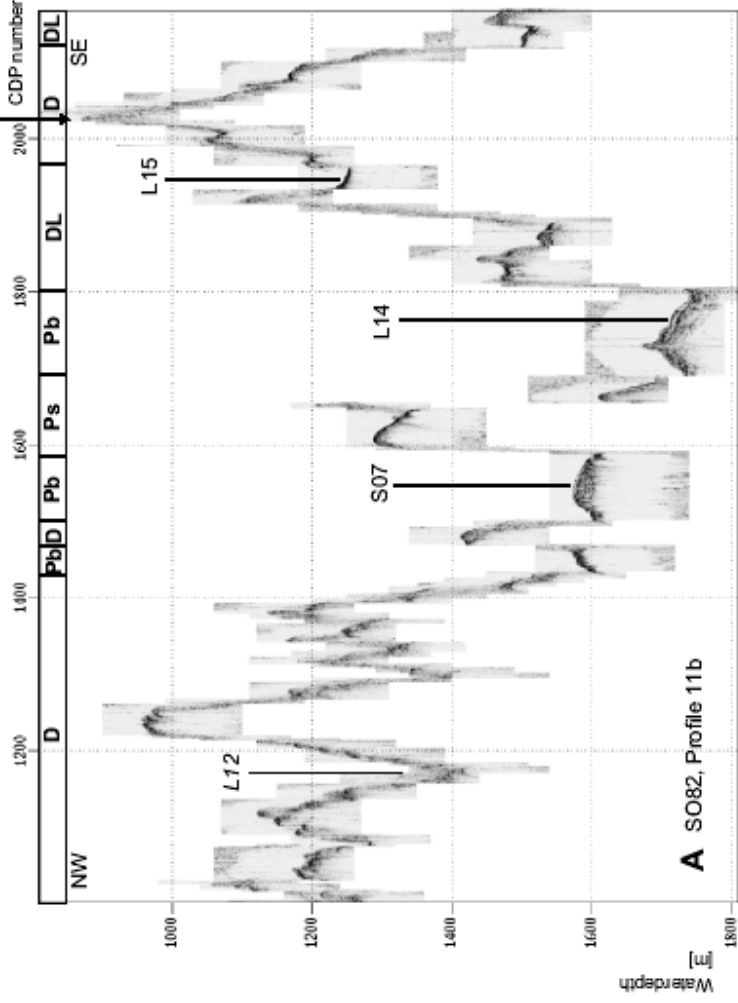 CDP number
1200
1400
1600
1800
2000
D
Pb
D
Pb
Ps
Pb
DL
D
DL
NW
SE
L12
S07
L14
L15
1000
1200
1400
1600
1800
Waterdepth
[m]
A SO82, Profile 11b